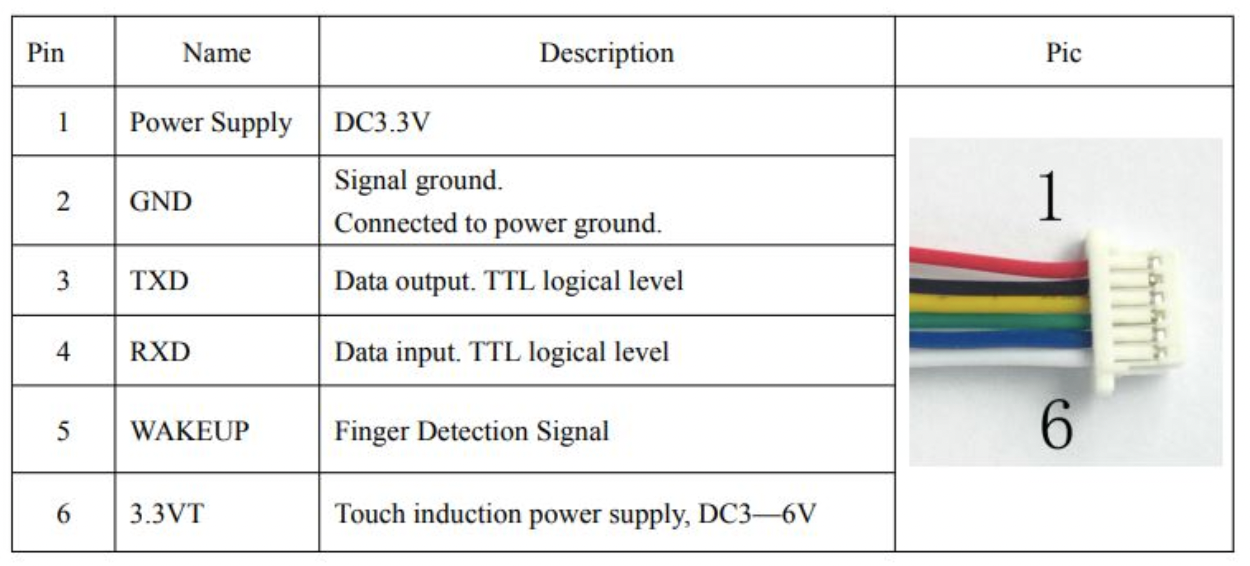 Pin Name Description Pic
1 Power Supply DC3.3V
2 GND Signal ground.
Connected to power ground.
3 TXD Data output. TTL logical level
4 RXD Data input. TTL logical level
5 WAKEUP Finger Detection Signal
6 3.3VT Touch induction power supply, DC3—6V
1
6